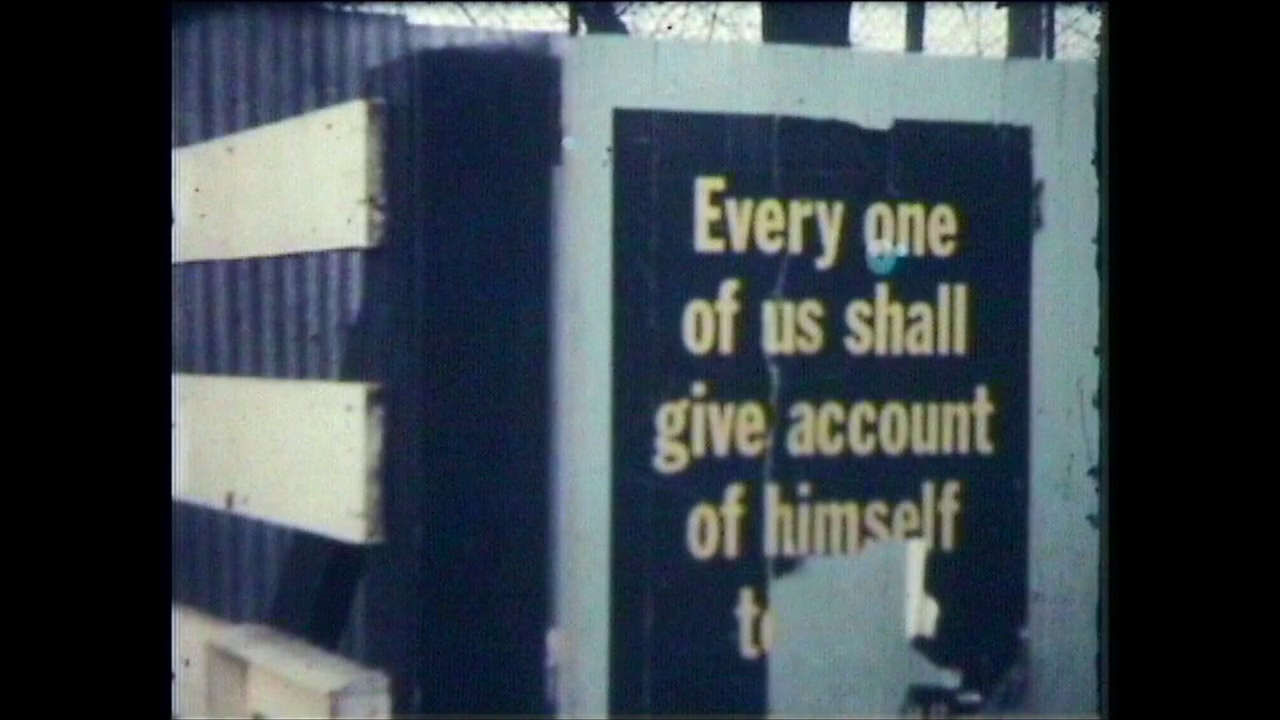 Every one
of us shall
give account
of himself